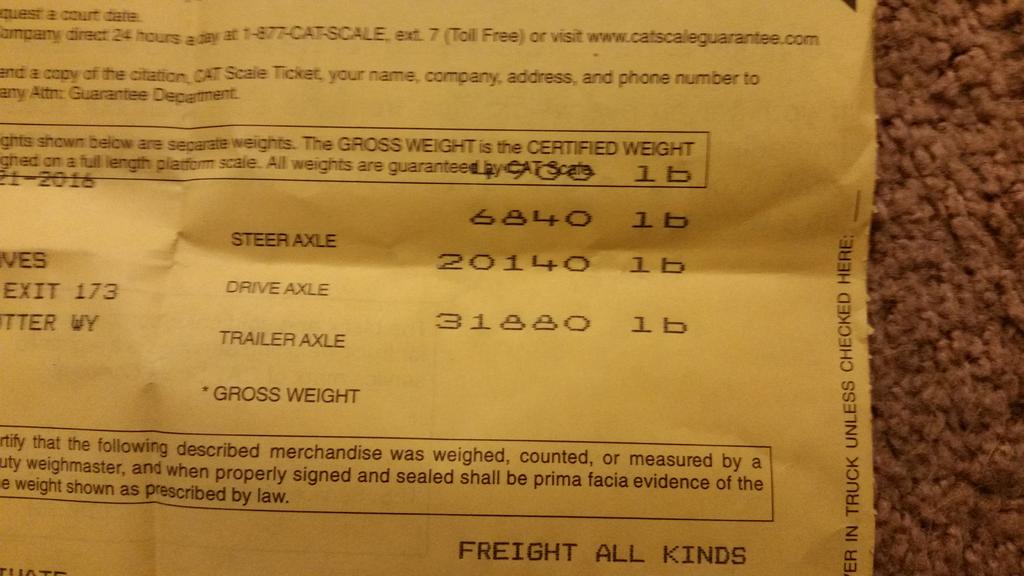 quest a court date.
ompany direct 24 hours a day at 1-877-CAT-SCALE, ext. 7 (Toll Free) or visit www.catscaleguarantee.com
end a copy of the citation, CAT Scale Ticket, your name, company, address, and phone number to
any Attn: Guarantee Department.
ghts shown below are separate weights. The GROSS WEIGHT is the CERTIFIED WEIGHT
ghed on a full length platform scale. All weights are guaranteed by CAT Scale.
lb
21-2016
6840 lb
STEER AXLE
VES
20140 lb
EXIT 173
DRIVE AXLE
TTER WY
31880 lb
TRAILER AXLE
* GROSS WEIGHT
rtify that the following described merchandise was weighed, counted, or measured by a
uty weighmaster, and when properly signed and sealed shall be prima facia evidence of the
e weight shown as prescribed by law.
FREIGHT ALL KINDS
VER IN TRUCK UNLESS CHECKED HERE: